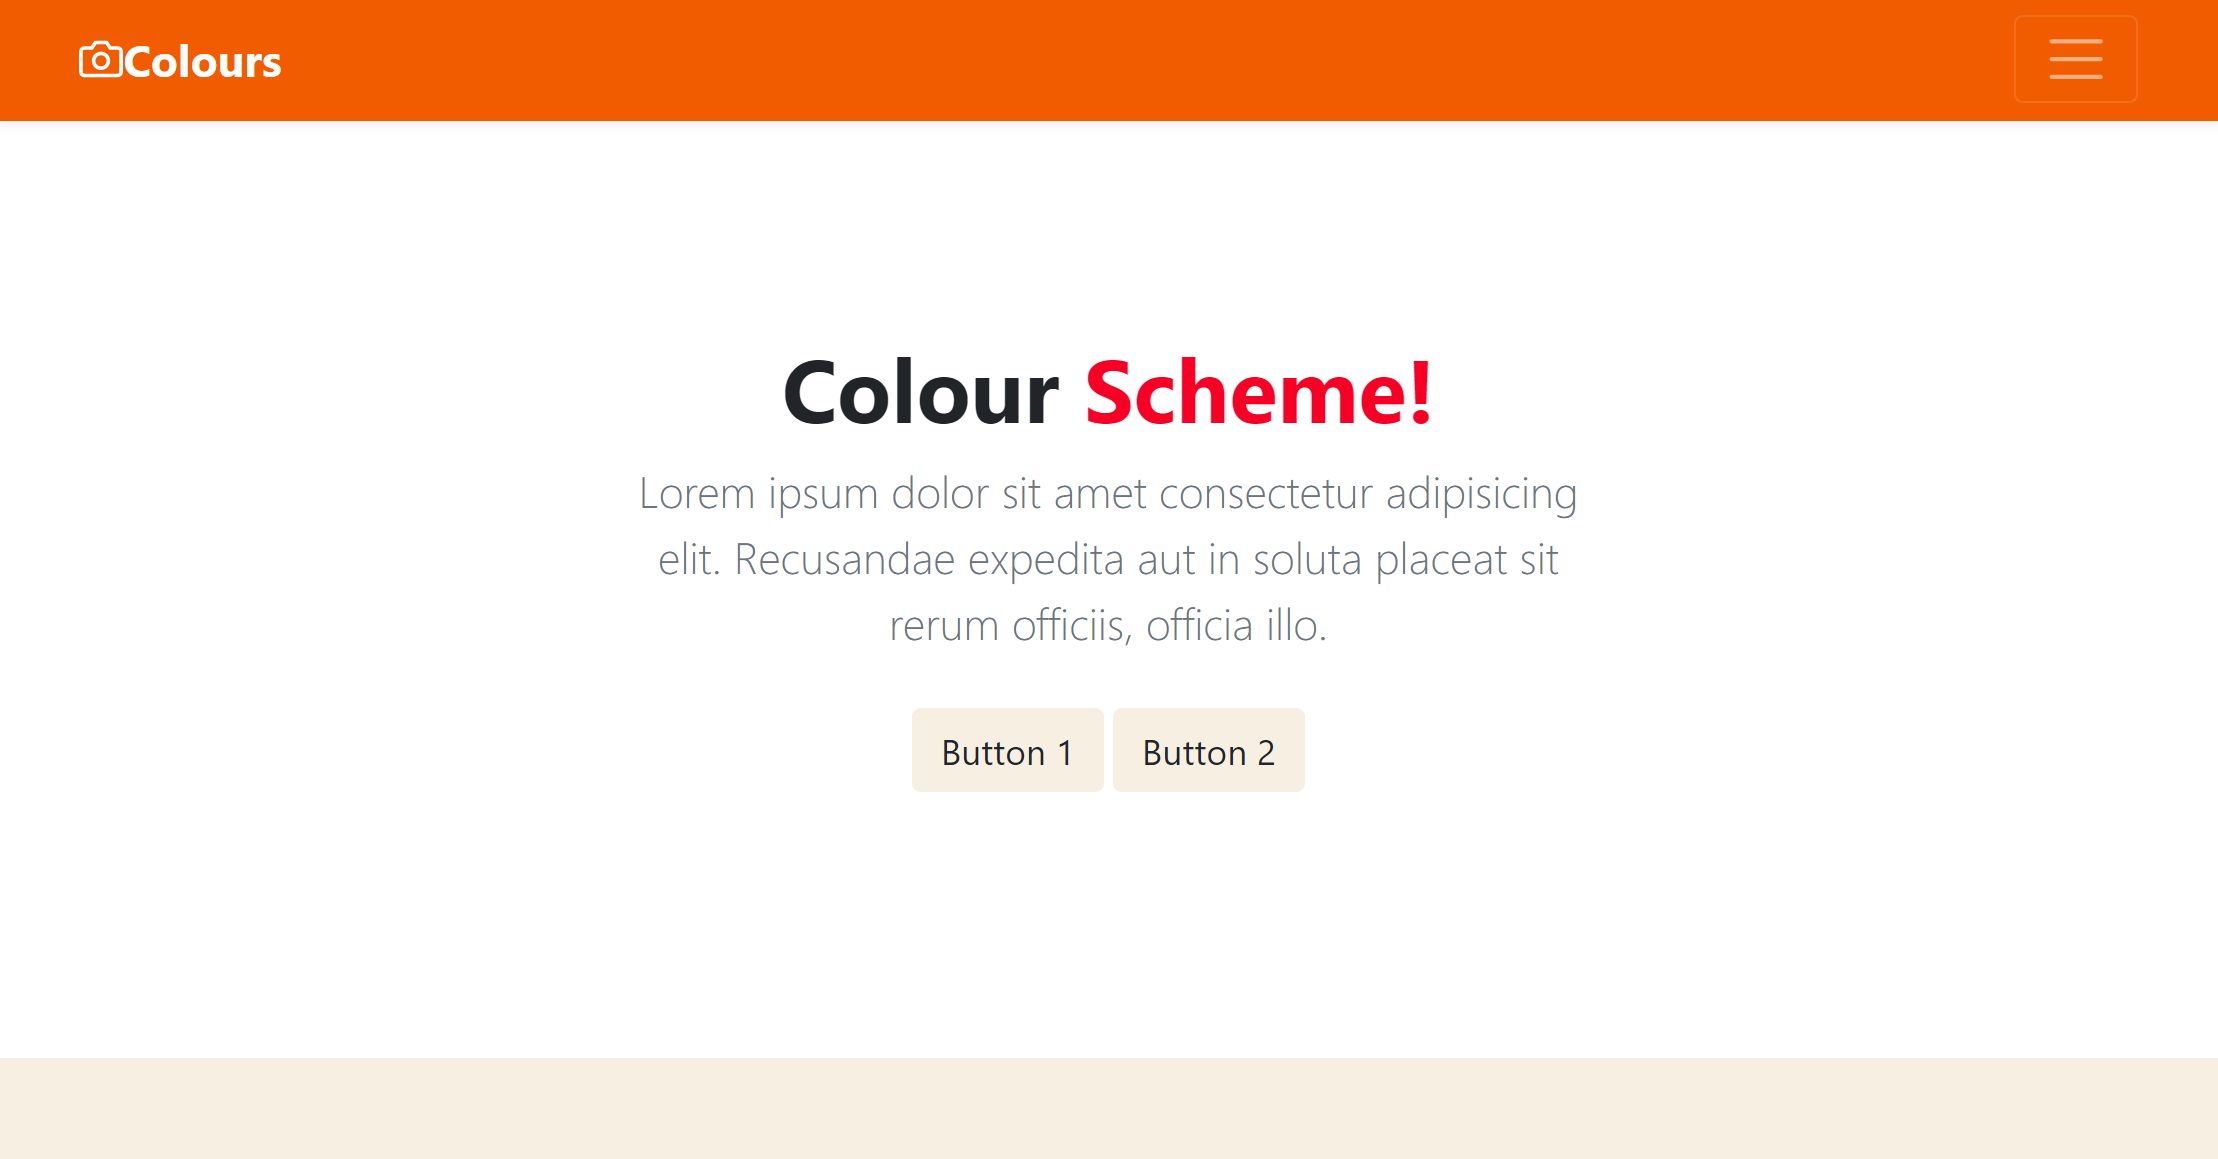 Colours
Colour Scheme!
Lorem ipsum dolor sit amet consectetur adipisicing
elit. Recusandae expedita aut in soluta placeat sit
rerum officiis, officia illo.
Button 1 Button 2